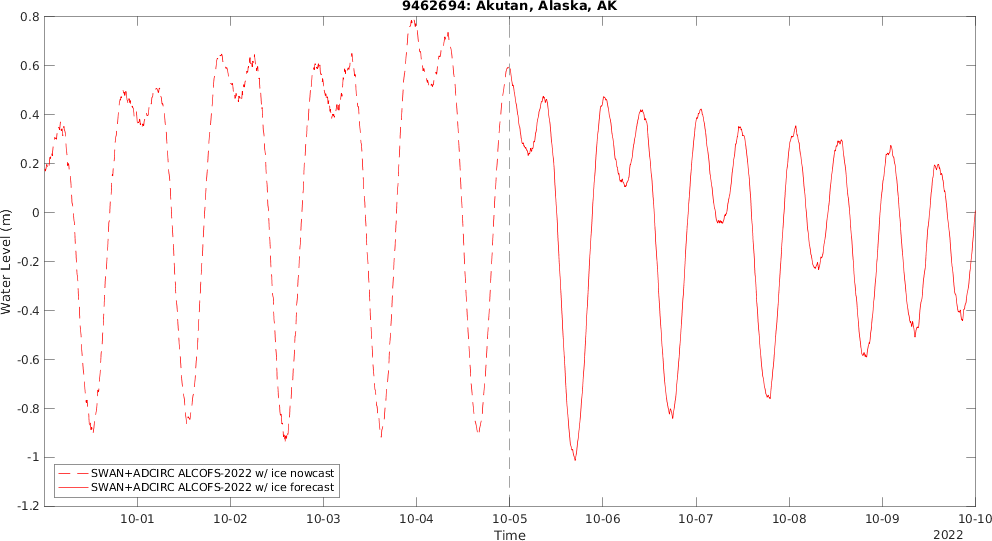 9462694: Akutan, Alaska, AK
0.8
0.6
0.4
0.2
0
-0.2
-0.4
-0.6
-0.8
-1
-1.2
Water Level (m)
SWAN+ADCIRC ALCOFS-2022 w/ ice nowcast
SWAN+ADCIRC ALCOFS-2022 w/ ice forecast
10-01 10-02 10-03 10-04 10-05 10-06 10-07 10-08 10-09 10-10
Time
2022